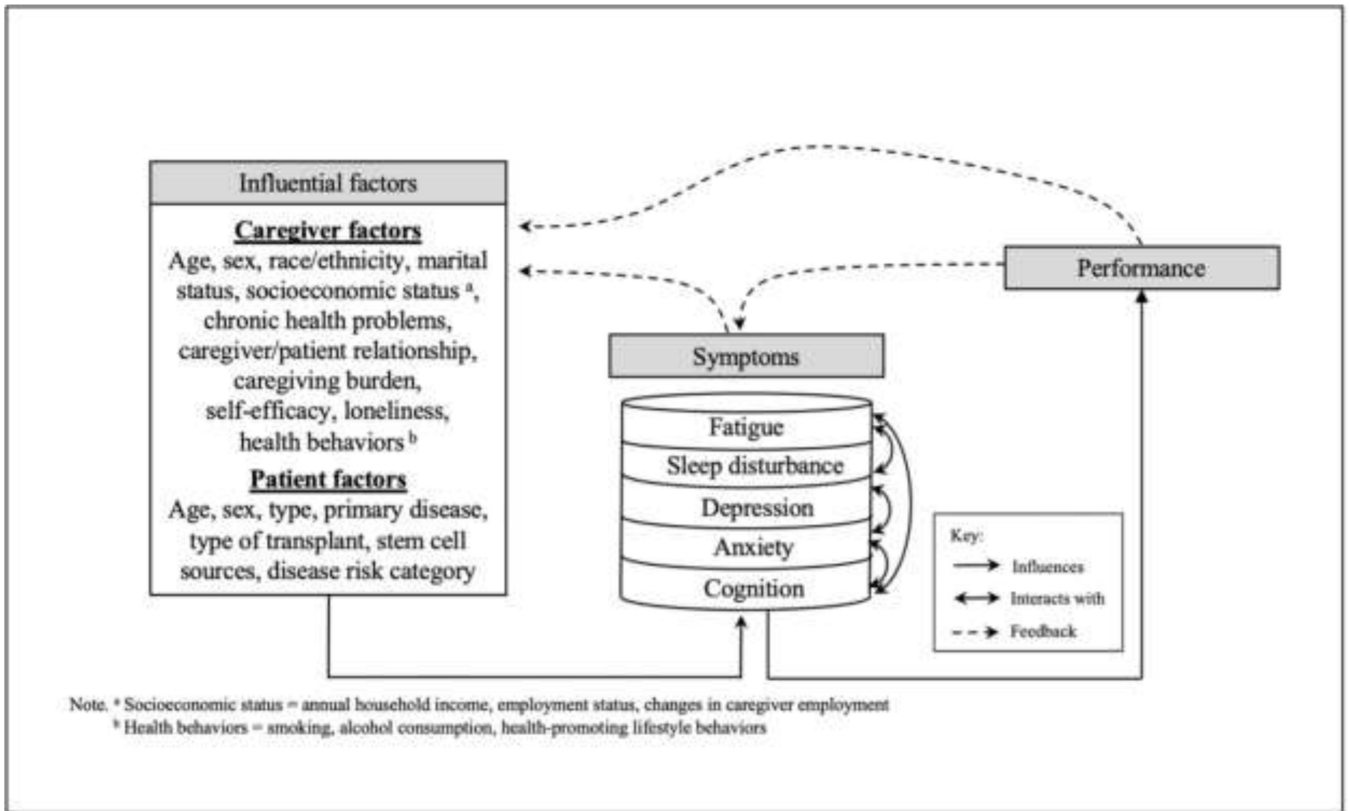 Influential factors
Caregiver factors
Age, sex, race/ethnicity, marital
status, socioeconomic status a,
chronic health problems,
caregiver/patient relationship,
caregiving burden,
self-efficacy, loneliness,
health behaviors b
Patient factors
Age, sex, type, primary disease,
type of transplant, stem cell
sources, disease risk category
Performance
Symptoms
Fatigue
Sleep disturbance
Depression
Anxiety
Cognition
Key:
Influences
Interacts with
Feedback
Note. a Socioeconomic status = annual household income, employment status, changes in caregiver employment
b Health behaviors = smoking, alcohol consumption, health-promoting lifestyle behaviors